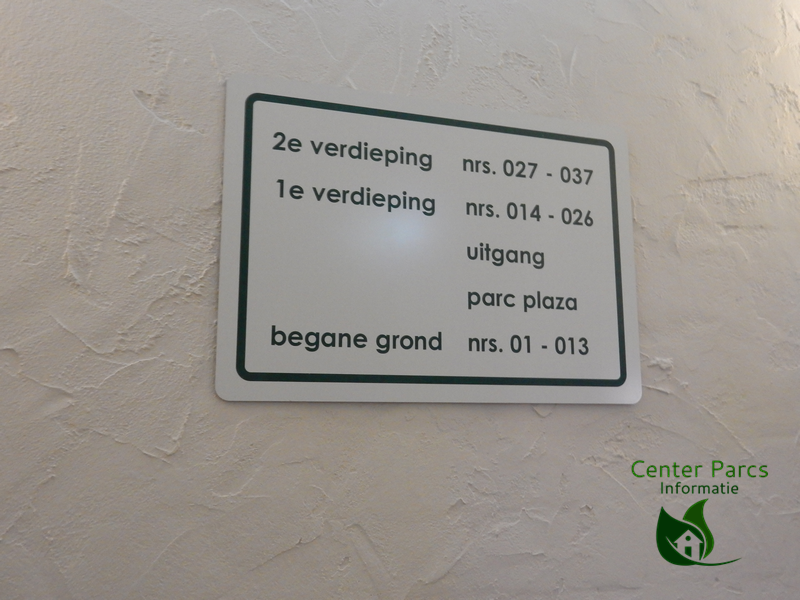 2e verdieping nrs. 027 - 037
1e verdieping nrs. 014 - 026
uitgang
parc plaza
begane grond nrs. 01 - 013
Center Parcs
Informatie